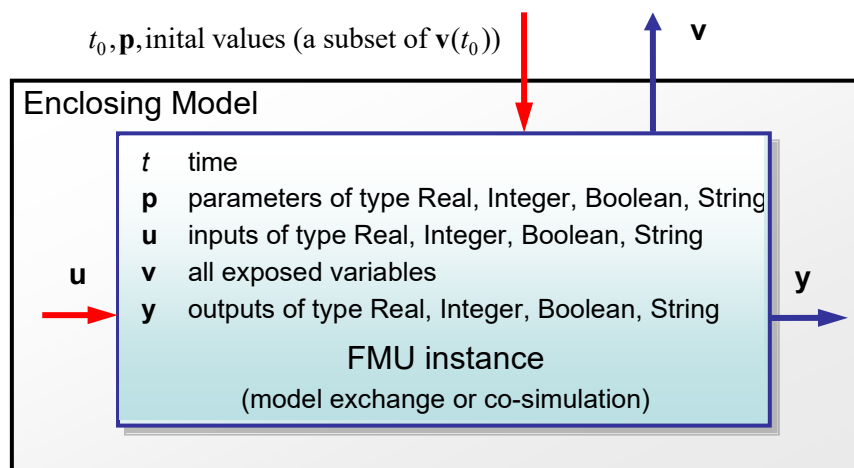 t₀, p, inital values (a subset of v(t₀))
v
Enclosing Model
t time
p parameters of type Real, Integer, Boolean, String
u inputs of type Real, Integer, Boolean, String
v all exposed variables
y outputs of type Real, Integer, Boolean, String
u
y
FMU instance
(model exchange or co-simulation)